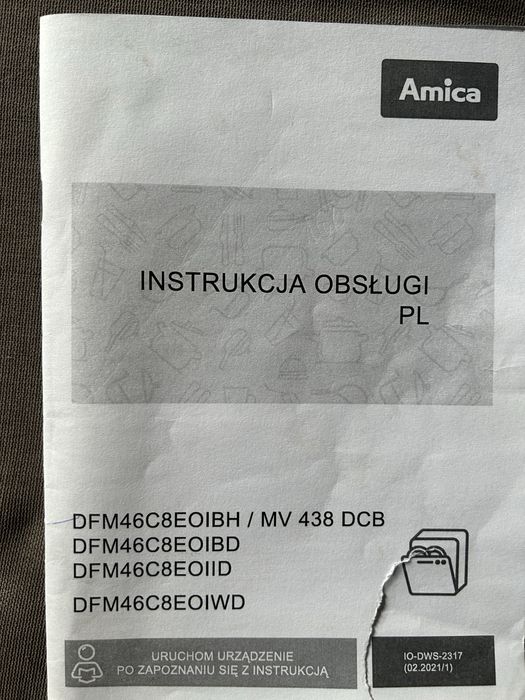 Amica
INSTRUKCJA OBSŁUGI
PL
DFM46C8EOIBH / MV 438 DCB
DFM46C8EOIBD
DFM46C8EOIID
DFM46C8EOIWD
URUCHOM URZĄDZENIE
PO ZAPOZNANIU SIĘ Z INSTRUKCJĄ
IO-DWS-2317
(02.2021/1)